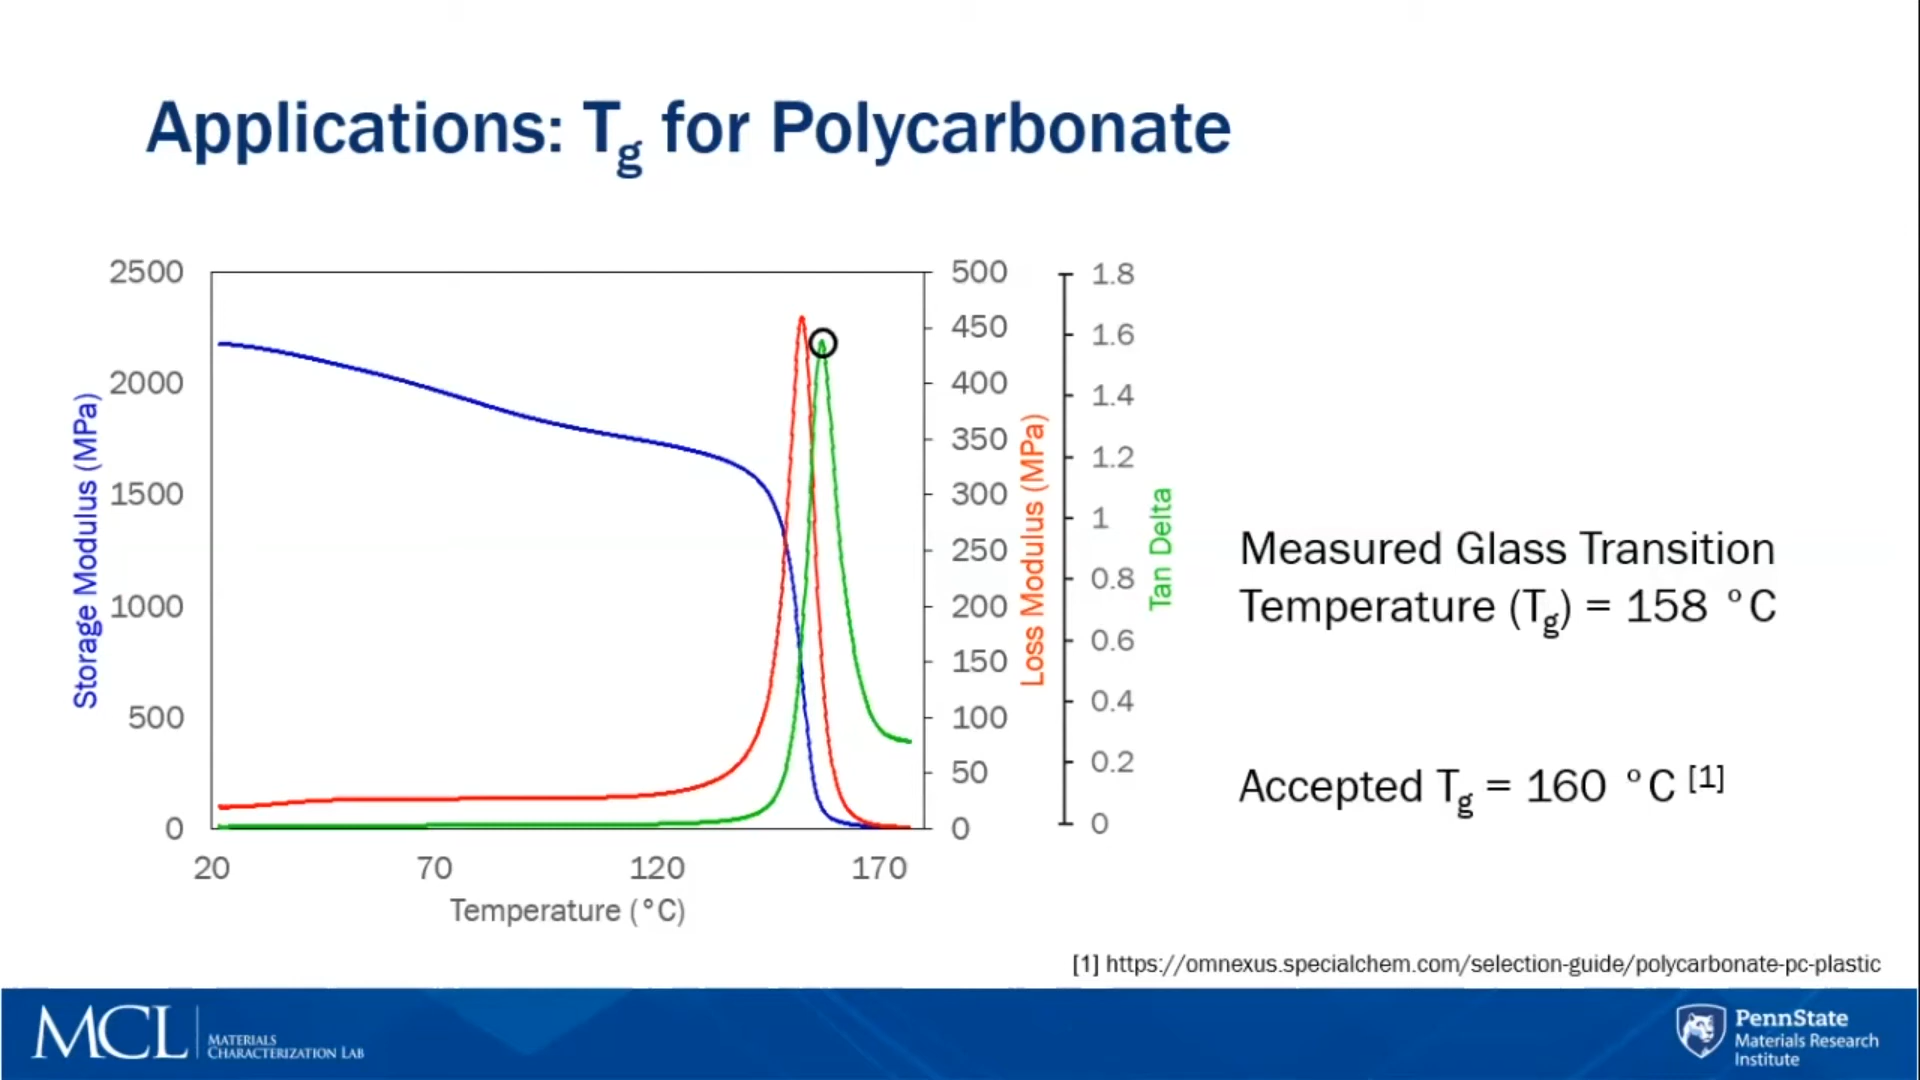 Applications: Tg for Polycarbonate
2500
2000
1500
1000
500
0
Storage Modulus (MPa)
20
70
120
170
Temperature (°C)
500
450
400
350
300
250
200
150
100
50
0
Loss Modulus (MPa)
1.8
1.6
1.4
1.2
1
0.8
0.6
0.4
0.2
0
Tan Delta
Measured Glass Transition
Temperature (Tg) = 158 °C
Accepted Tg = 160 °C [1]
[1] https://omnexus.specialchem.com/selection-guide/polycarbonate-pc-plastic
MCL
MATERIALS
CHARACTERIZATION LAB
PennState
Materials Research
Institute